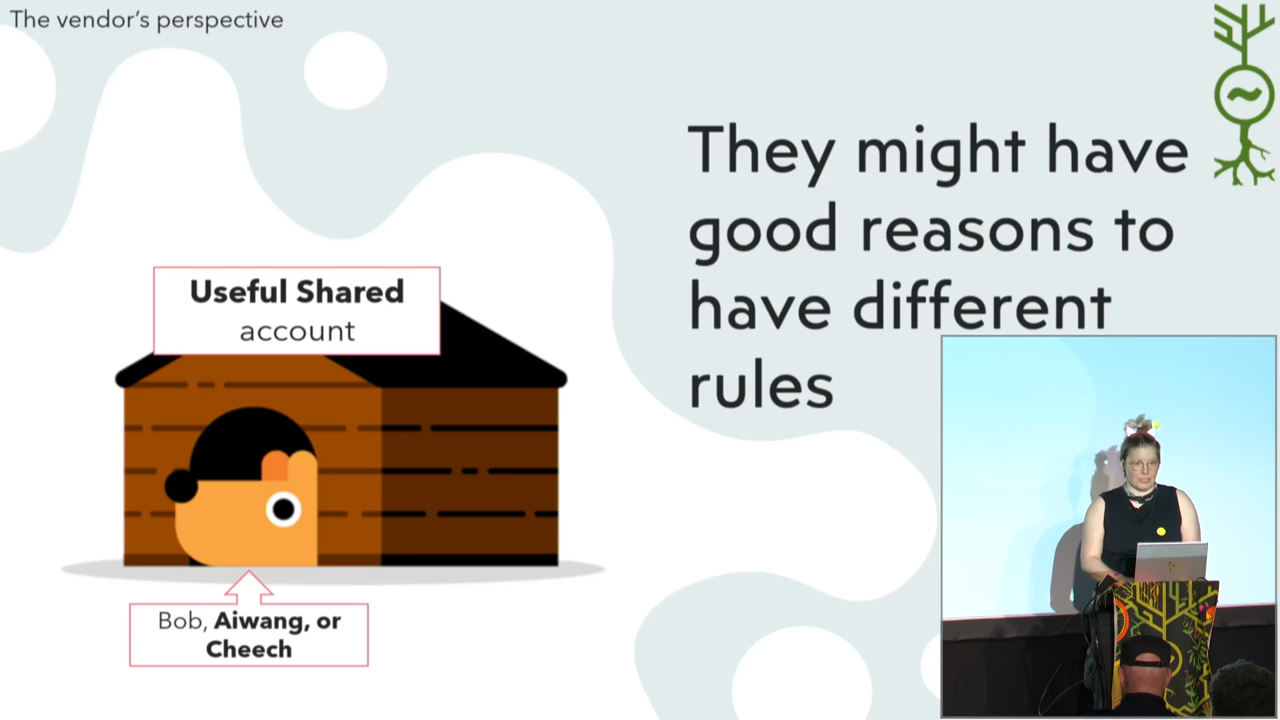 The vendor's perspective
They might have
good reasons to
have different
rules
Useful Shared
account
Bob, Aiwang, or
Cheech